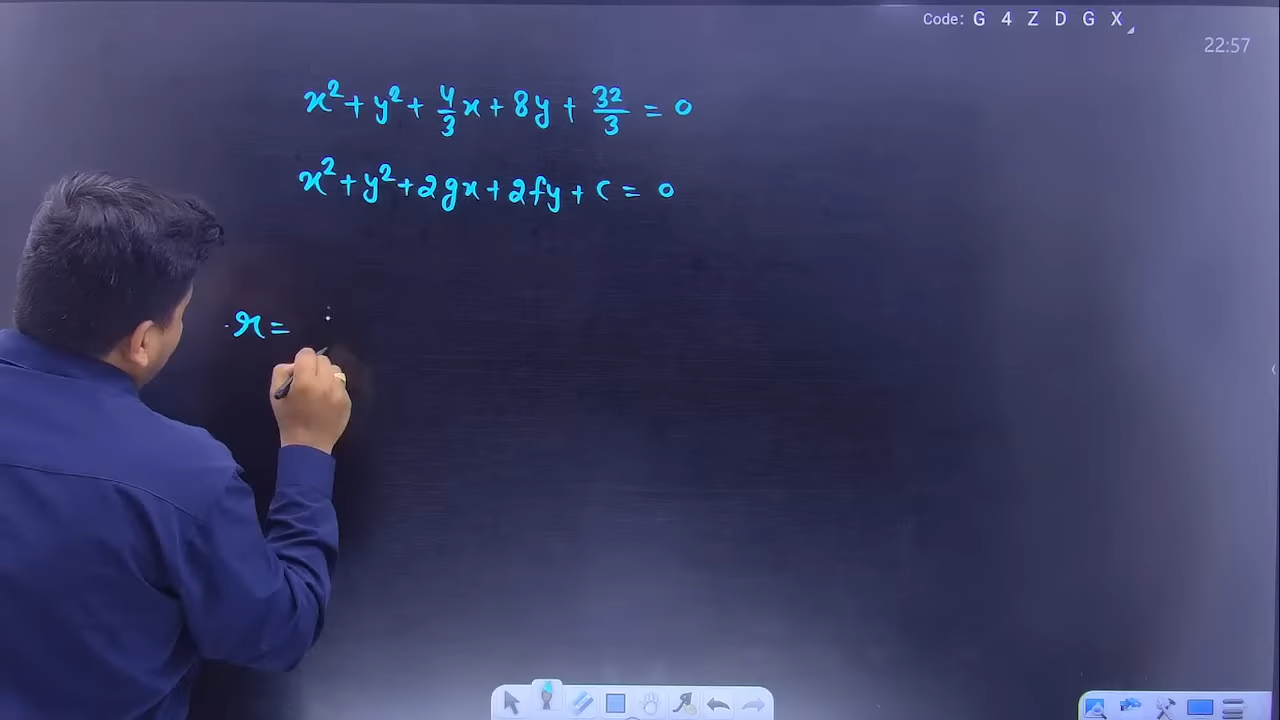 Code: G 4 Z D G X
22:57
x² + y² + 4/3 x + 8y + 32/3 = 0
x² + y² + 2gx + 2fy + c = 0
r =